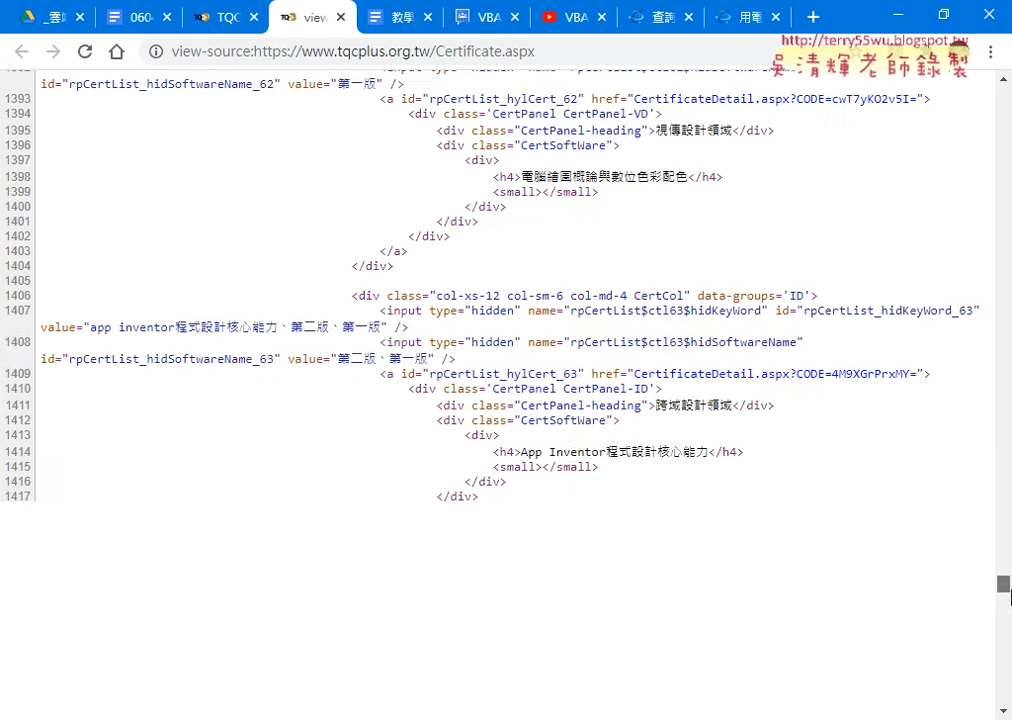 _雲端
060
TQC
view
教學
VBA
VBA
查詢
用電
view-source:https://www.tqcplus.org.tw/Certificate.aspx
http://terry55wu.blogspot.tw
吳清輝老師錄製
id="rpCertList_hidSoftwareName_62" value="第一版" />
1393 <a id="rpCertList_hylCert_62" href="CertificateDetail.aspx?CODE=cwT7yKO2v5I=">
1394 <div class='CertPanel CertPanel-VD'>
1395 <div class="CertPanel-heading">視傳設計領域</div>
1396 <div class="CertSoftWare">
1397 <div>
1398 <h4>電腦繪圖概論與數位色彩配色</h4>
1399 <small></small>
1400 </div>
1401 </div>
1402 </div>
1403 </a>
1404 </div>
1405
1406 <div class="col-xs-12 col-sm-6 col-md-4 CertCol" data-groups='ID'>
1407 <input type="hidden" name="rpCertList$ctl63$hidKeyWord" id="rpCertList_hidKeyWord_63"
value="app inventor程式設計核心能力、第二版、第一版" />
1408 <input type="hidden" name="rpCertList$ctl63$hidSoftwareName"
id="rpCertList_hidSoftwareName_63" value="第二版、第一版" />
1409 <a id="rpCertList_hylCert_63" href="CertificateDetail.aspx?CODE=4M9XGrPrxMY=">
1410 <div class='CertPanel CertPanel-ID'>
1411 <div class="CertPanel-heading">跨域設計領域</div>
1412 <div class="CertSoftWare">
1413 <div>
1414 <h4>App Inventor程式設計核心能力</h4>
1415 <small></small>
1416 </div>
1417 </div>